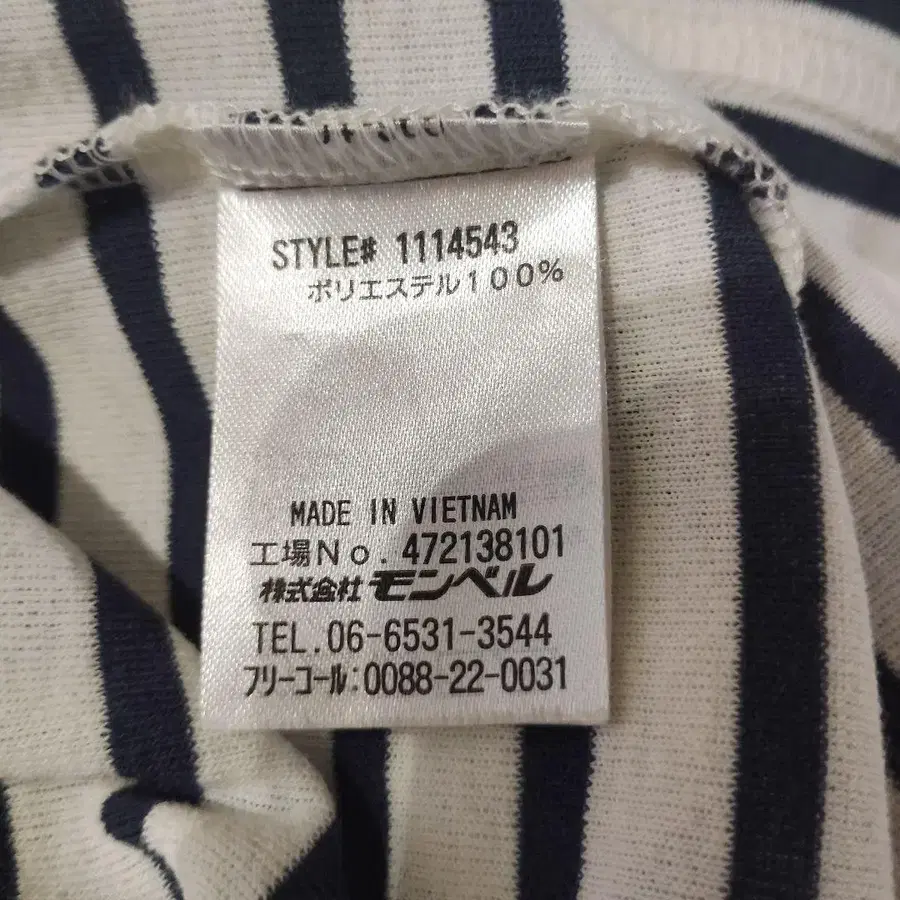 STYLE# 1114543
ポリエステル100%
MADE IN VIETNAM
工場No. 472138101
株式会社 モンベル
TEL.06-6531-3544
フリーコール:0088-22-0031